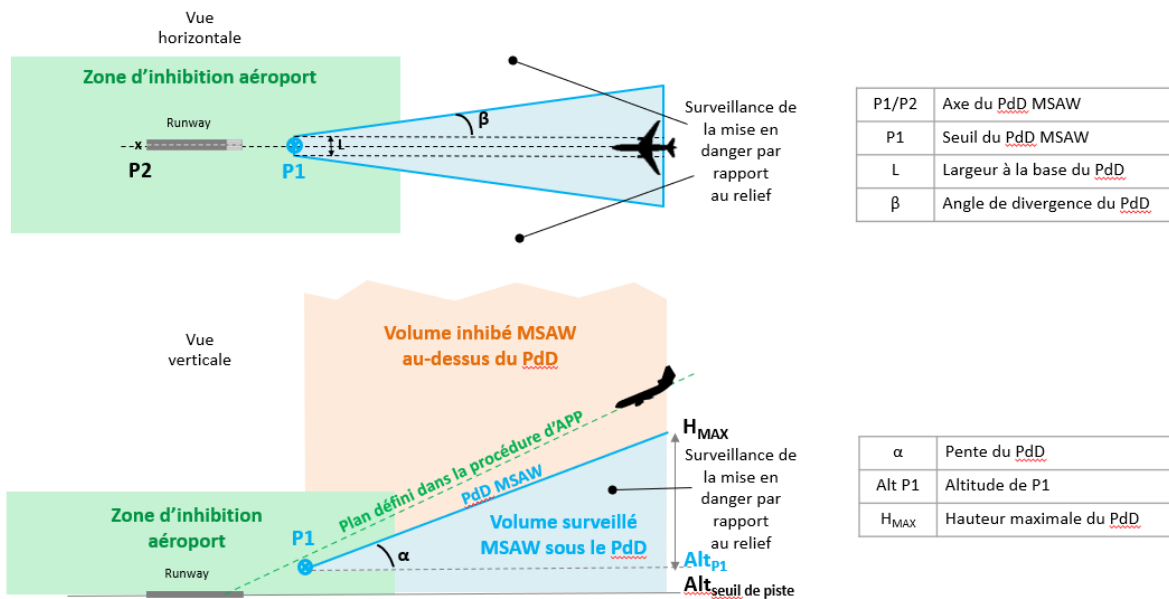 Vue
horizontale
Zone d'inhibition aéroport
Runway
x
P2
P1
L
β
Surveillance de
la mise en
danger par
rapport
au relief
P1/P2 Axe du PdD MSAW
P1 Seuil du PdD MSAW
L Largeur à la base du PdD
β Angle de divergence du PdD
Vue
verticale
Volume inhibé MSAW
au-dessus du PdD
Plan défini dans la procédure d'APP
PdD MSAW
HMAX
Surveillance de
la mise en
danger par
rapport
au relief
Zone d'inhibition
aéroport
P1
α
Volume surveillé
MSAW sous le PdD
AltP1
Runway
Altseuil de piste
α Pente du PdD
Alt P1 Altitude de P1
HMAX Hauteur maximale du PdD